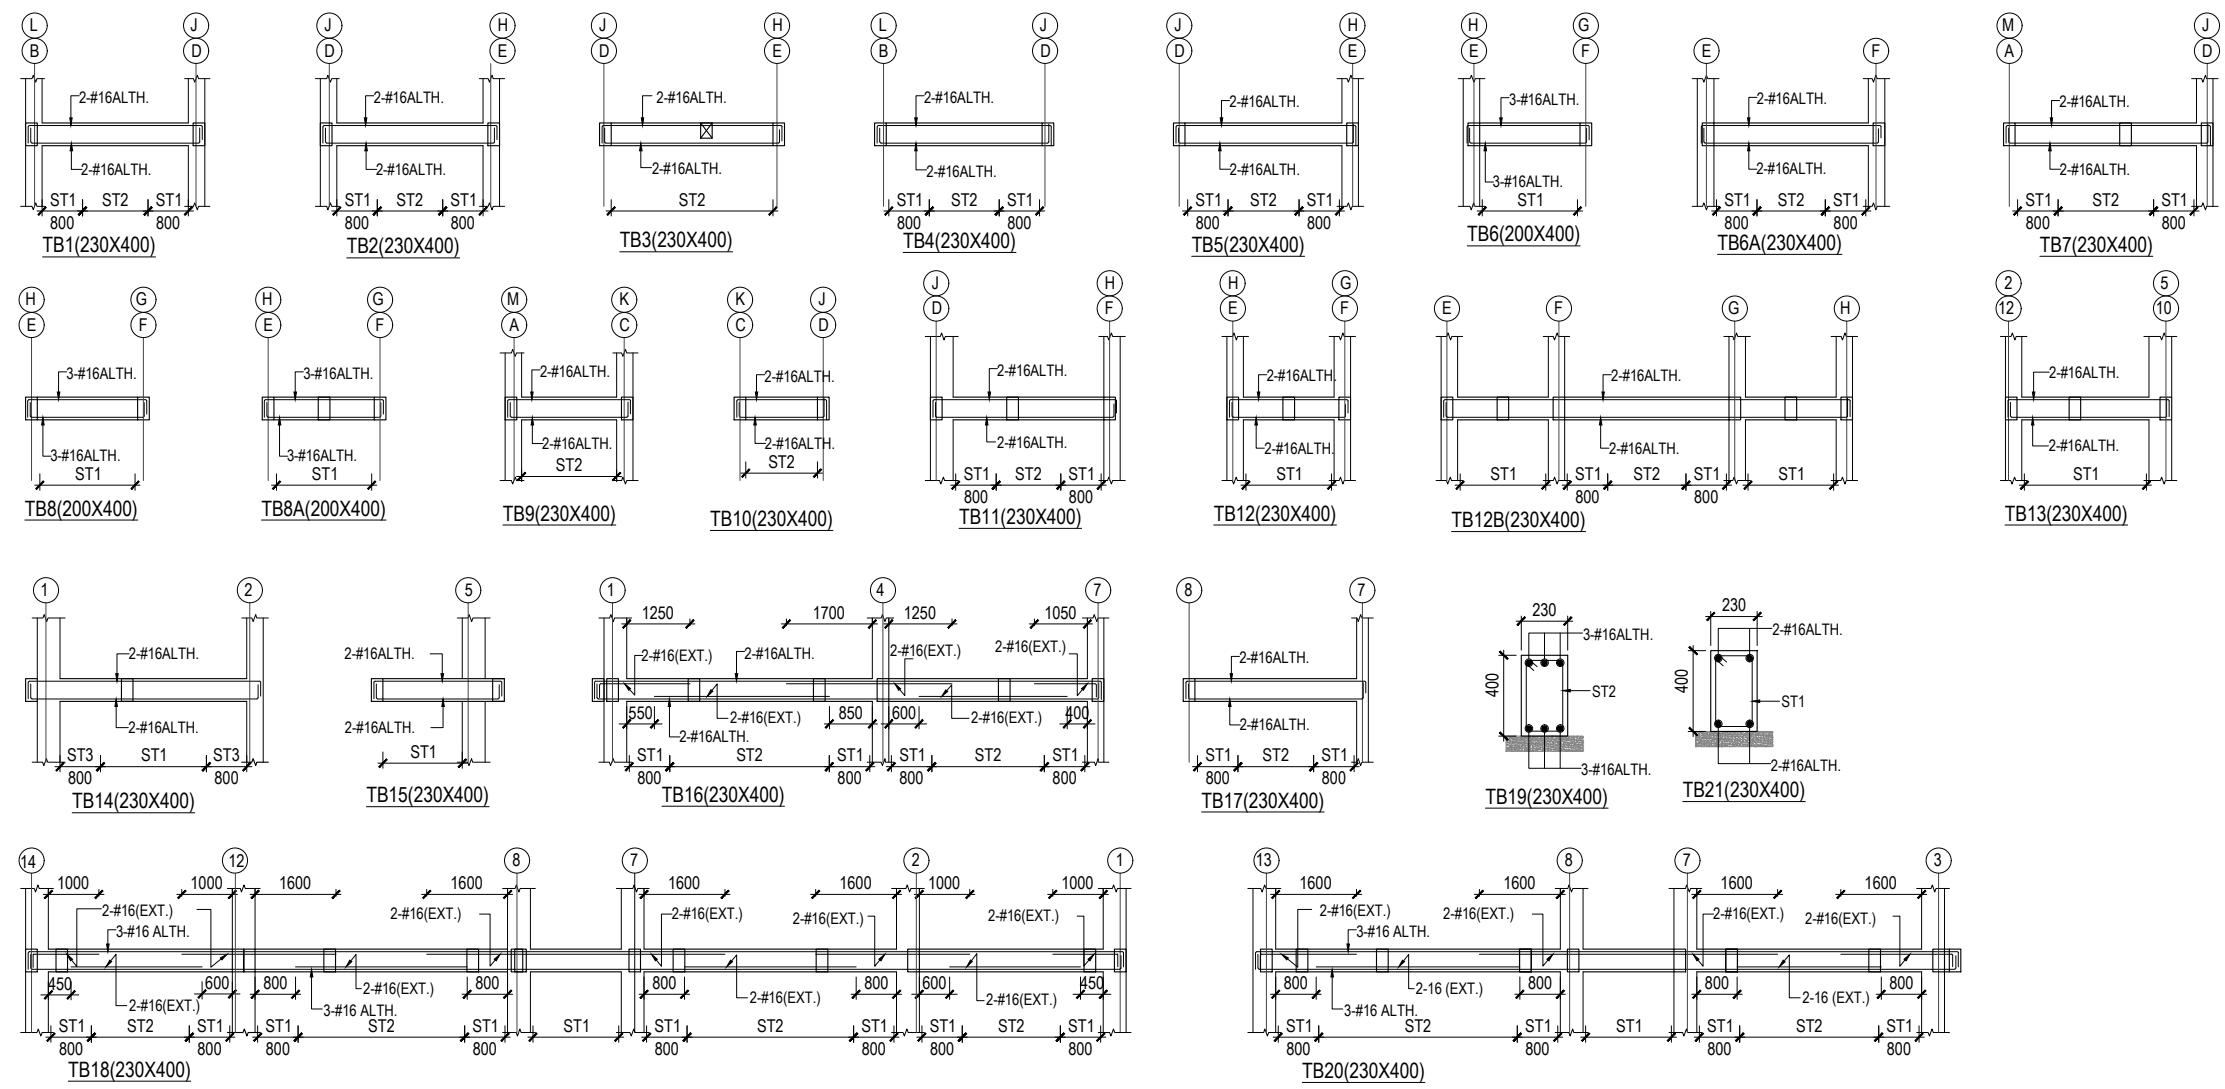 L J J H J H L J J H H G M J
B D D E D E B D D E E F E F A D
2-#16ALTH. 2-#16ALTH. 2-#16ALTH. 2-#16ALTH. 2-#16ALTH. 3-#16ALTH. 2-#16ALTH. 2-#16ALTH.
2-#16ALTH. 2-#16ALTH. 2-#16ALTH. 2-#16ALTH. 2-#16ALTH. 3-#16ALTH. 2-#16ALTH. 2-#16ALTH.
ST1 ST2 ST1 ST1 ST2 ST1 ST2 ST1 ST2 ST1 ST1 ST2 ST1 ST1 ST1 ST2 ST1 ST1 ST2 ST1
800 800 800 800 800 800 800 800 800 800 800 800
TB1(230X400) TB2(230X400) TB3(230X400) TB4(230X400) TB5(230X400) TB6(200X400) TB6A(230X400) TB7(230X400)
H G H G M K K J J H H G 2 5
E F E F A C C D D F E F E F G H 12 10
3-#16ALTH. 3-#16ALTH. 2-#16ALTH. 2-#16ALTH. 2-#16ALTH. 2-#16ALTH. 2-#16ALTH. 2-#16ALTH.
3-#16ALTH. 3-#16ALTH. 2-#16ALTH. 2-#16ALTH. 2-#16ALTH. 2-#16ALTH. 2-#16ALTH. 2-#16ALTH.
ST1 ST1 ST2 ST2 ST1 ST2 ST1 ST1 ST1 ST1 ST2 ST1 ST1 ST1
800 800 800 800
TB8(200X400) TB8A(200X400) TB9(230X400) TB10(230X400) TB11(230X400) TB12(230X400) TB12B(230X400) TB13(230X400)
1 2 5 1 4 7 8 7
1250 1700 1250 1050 230 230
2-#16ALTH. 2-#16ALTH. 2-#16(EXT.) 2-#16ALTH. 2-#16(EXT.) 2-#16(EXT.) 2-#16ALTH. 3-#16ALTH. 2-#16ALTH.
400 ST2 400 ST1
2-#16ALTH. 2-#16ALTH. 550 2-#16(EXT.) 850 600 2-#16(EXT.) 400 2-#16ALTH.
2-#16ALTH. 3-#16ALTH. 2-#16ALTH.
ST3 ST1 ST3 ST1 ST1 ST2 ST1 ST1 ST2 ST1 ST1 ST2 ST1
800 800 800 800 800 800 800 800
TB14(230X400) TB15(230X400) TB16(230X400) TB17(230X400) TB19(230X400) TB21(230X400)
14 12 8 7 2 1 13 8 7 3
1000 1000 1600 1600 1600 1600 1000 1000 1600 1600 1600 1600
2-#16(EXT.) 2-#16(EXT.) 2-#16(EXT.) 2-#16(EXT.) 2-#16(EXT.) 2-#16(EXT.) 2-#16(EXT.) 2-#16(EXT.) 2-#16(EXT.)
3-#16 ALTH. 3-#16 ALTH.
450 600 800 800 800 800 600 450 800 800 800 800
2-#16(EXT.) 2-#16(EXT.) 2-#16(EXT.) 2-#16(EXT.) 2-16 (EXT.) 2-16 (EXT.)
3-#16 ALTH. 3-#16 ALTH.
ST1 ST2 ST1 ST1 ST2 ST1 ST1 ST1 ST2 ST1 ST1 ST2 ST1 ST1 ST2 ST1 ST1 ST1 ST2 ST1
800 800 800 800 800 800 800 800 800 800 800 800
TB18(230X400) TB20(230X400)